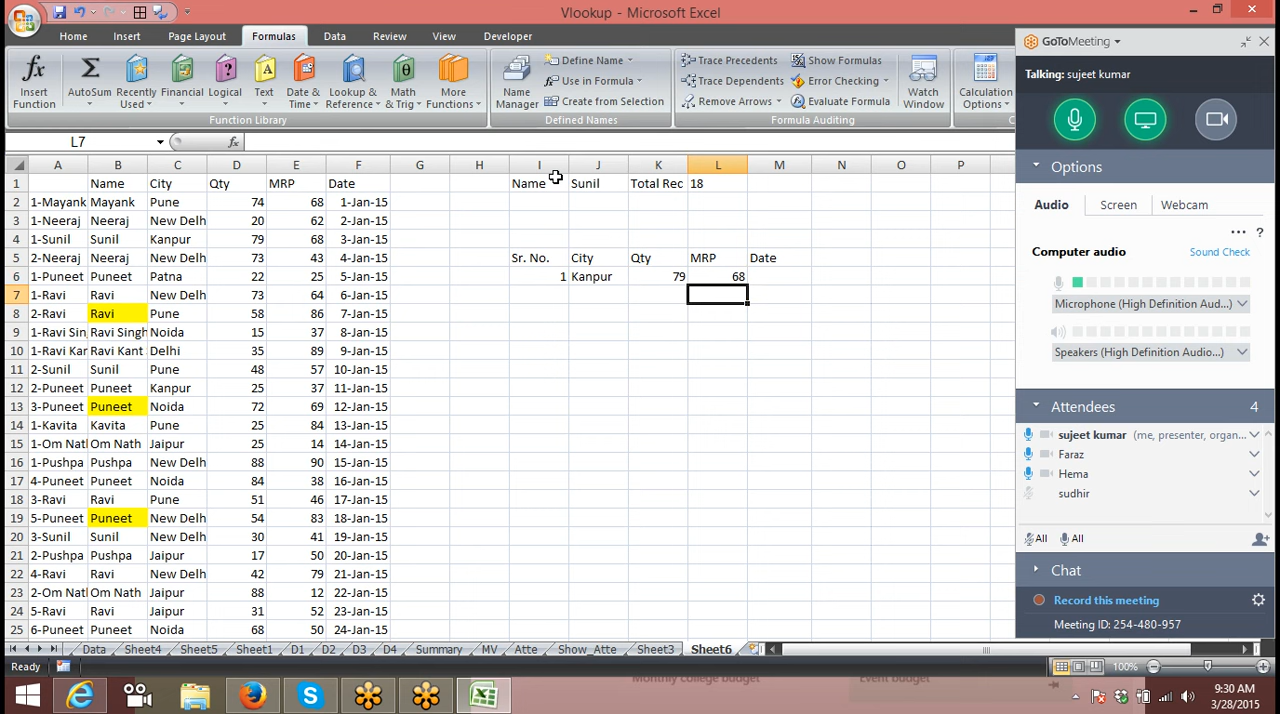 Vlookup - Microsoft Excel
Home Insert Page Layout Formulas Data Review View Developer
Insert Function
AutoSum
Recently Used
Financial
Logical
Text
Date & Time
Lookup & Reference
Math & Trig
More Functions
Function Library
Name Manager
Define Name
Use in Formula
Create from Selection
Defined Names
Trace Precedents
Trace Dependents
Remove Arrows
Show Formulas
Error Checking
Evaluate Formula
Formula Auditing
Watch Window
Calculation Options
L7 fx
A B C D E F G H I J K L M N O P
1 Name City Qty MRP Date Name Sunil Total Rec 18
2 1-Mayank Mayank Pune 74 68 1-Jan-15
3 1-Neeraj Neeraj New Delh 20 62 2-Jan-15
4 1-Sunil Sunil Kanpur 79 68 3-Jan-15
5 2-Neeraj Neeraj New Delh 73 43 4-Jan-15 Sr. No. City Qty MRP Date
6 1-Puneet Puneet Patna 22 25 5-Jan-15 1 Kanpur 79 68
7 1-Ravi Ravi New Delh 73 64 6-Jan-15
8 2-Ravi Ravi Pune 58 86 7-Jan-15
9 1-Ravi Sin Ravi Singh Noida 15 37 8-Jan-15
10 1-Ravi Kar Ravi Kant Delhi 35 89 9-Jan-15
11 2-Sunil Sunil Pune 48 57 10-Jan-15
12 2-Puneet Puneet Kanpur 25 37 11-Jan-15
13 3-Puneet Puneet Noida 72 69 12-Jan-15
14 1-Kavita Kavita Pune 25 84 13-Jan-15
15 1-Om Nath Om Nath Jaipur 25 14 14-Jan-15
16 1-Pushpa Pushpa New Delh 88 90 15-Jan-15
17 4-Puneet Puneet Noida 84 38 16-Jan-15
18 3-Ravi Ravi Pune 51 46 17-Jan-15
19 5-Puneet Puneet New Delh 54 83 18-Jan-15
20 3-Sunil Sunil New Delh 30 41 19-Jan-15
21 2-Pushpa Pushpa Jaipur 17 50 20-Jan-15
22 4-Ravi Ravi New Delh 42 79 21-Jan-15
23 2-Om Nath Om Nath Jaipur 88 12 22-Jan-15
24 5-Ravi Ravi Jaipur 31 52 23-Jan-15
25 6-Puneet Puneet Noida 68 50 24-Jan-15
Data Sheet4 Sheet5 Sheet1 D1 D2 D3 D4 Summary MV Atte Show_Atte Sheet3 Sheet6
Ready 100%
Monthly college budget Event budget
9:30 AM
3/28/2015
GoToMeeting
Talking: sujeet kumar
Options
Audio Screen Webcam
... ?
Computer audio Sound Check
Microphone (High Definition Aud...)
Speakers (High Definition Audio...)
Attendees 4
sujeet kumar (me, presenter, organ...
Faraz
Hema
sudhir
All All
Chat
Record this meeting
Meeting ID: 254-480-957